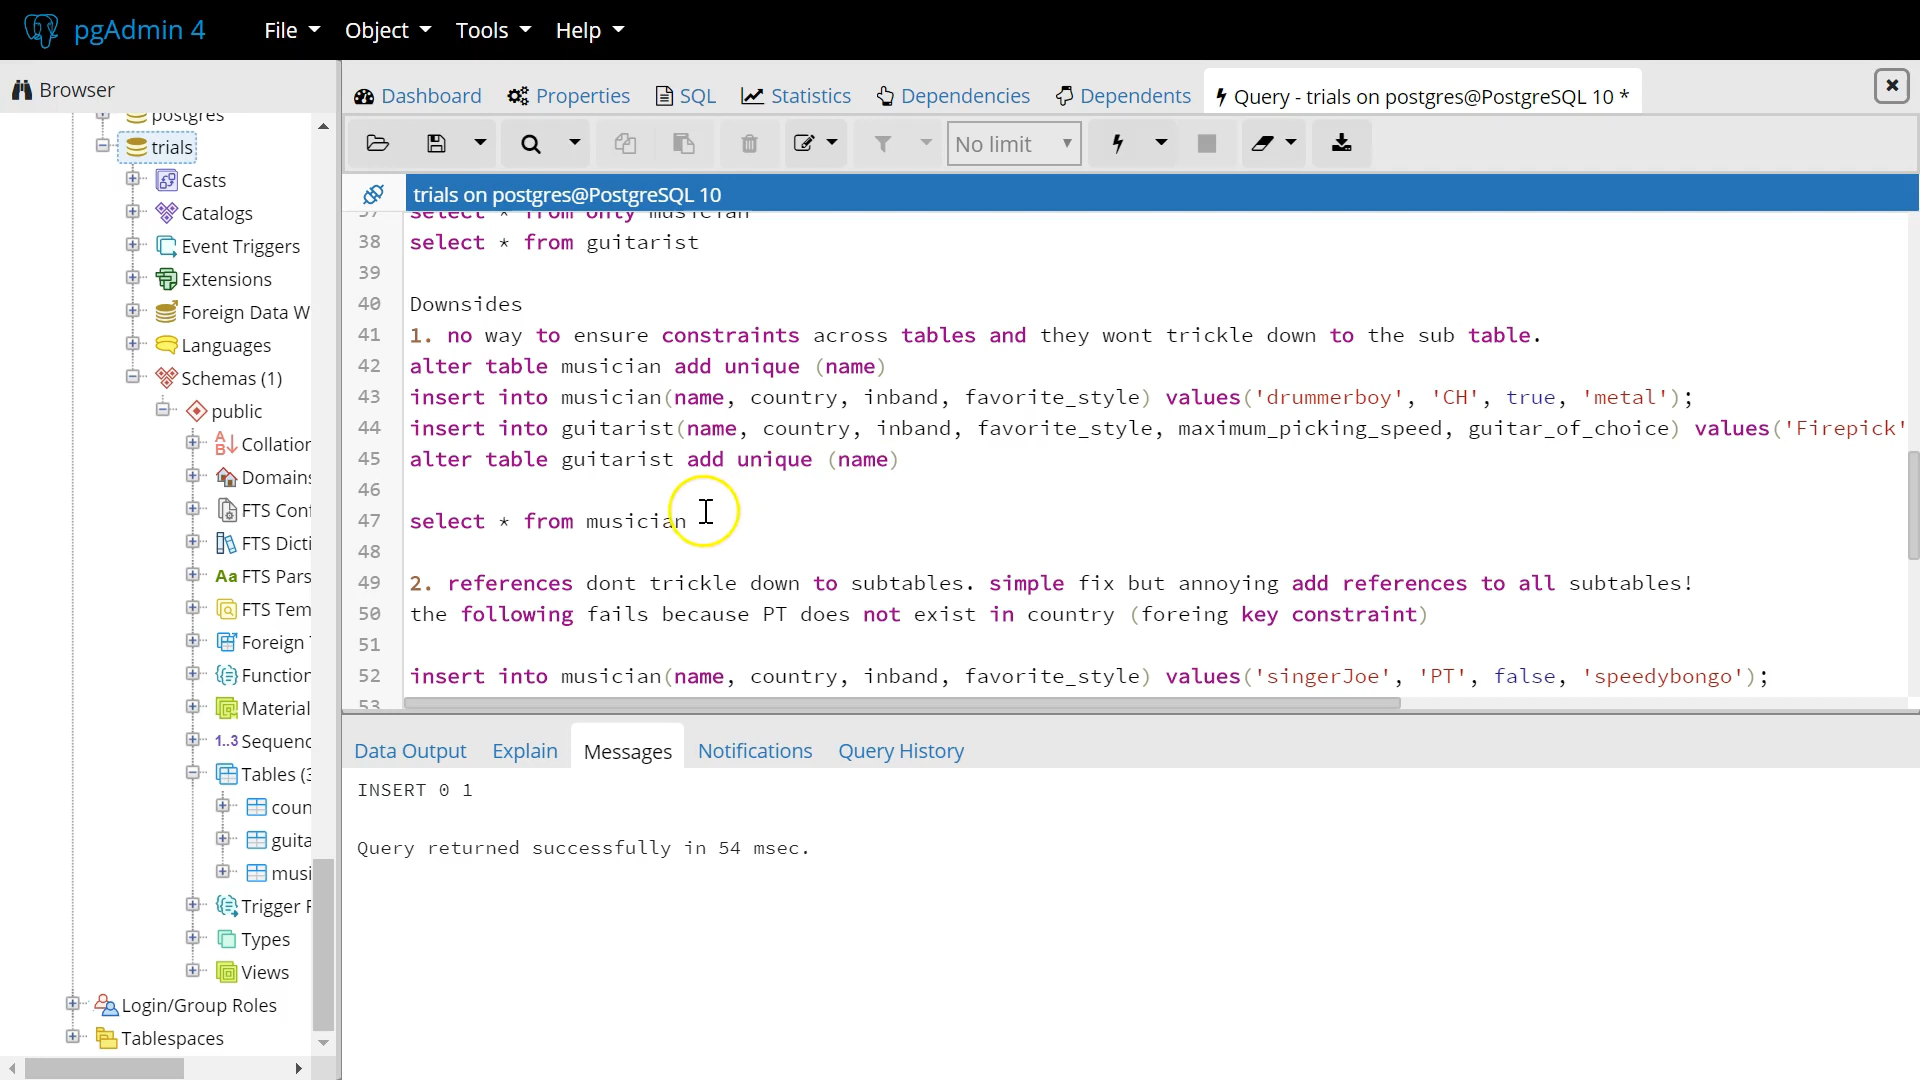 pgAdmin 4 File Object Tools Help
Browser
Dashboard Properties SQL Statistics Dependencies Dependents Query - trials on postgres@PostgreSQL 10 *
No limit
trials on postgres@PostgreSQL 10
postgres
trials
Casts
Catalogs
Event Triggers
Extensions
Foreign Data W
Languages
Schemas (1)
public
Collation
Domains
FTS Conf
FTS Dicti
FTS Pars
FTS Tem
Foreign T
Function
Material
1..3 Sequenc
Tables (3
coun
guita
musi
Trigger F
Types
Views
Login/Group Roles
Tablespaces
37 select * from only musician
38 select * from guitarist
39
40 Downsides
41 1. no way to ensure constraints across tables and they wont trickle down to the sub table.
42 alter table musician add unique (name)
43 insert into musician(name, country, inband, favorite_style) values('drummerboy', 'CH', true, 'metal');
44 insert into guitarist(name, country, inband, favorite_style, maximum_picking_speed, guitar_of_choice) values('Firepick'
45 alter table guitarist add unique (name)
46
47 select * from musician
48
49 2. references dont trickle down to subtables. simple fix but annoying add references to all subtables!
50 the following fails because PT does not exist in country (foreing key constraint)
51
52 insert into musician(name, country, inband, favorite_style) values('singerJoe', 'PT', false, 'speedybongo');
53
Data Output Explain Messages Notifications Query History
INSERT 0 1
Query returned successfully in 54 msec.